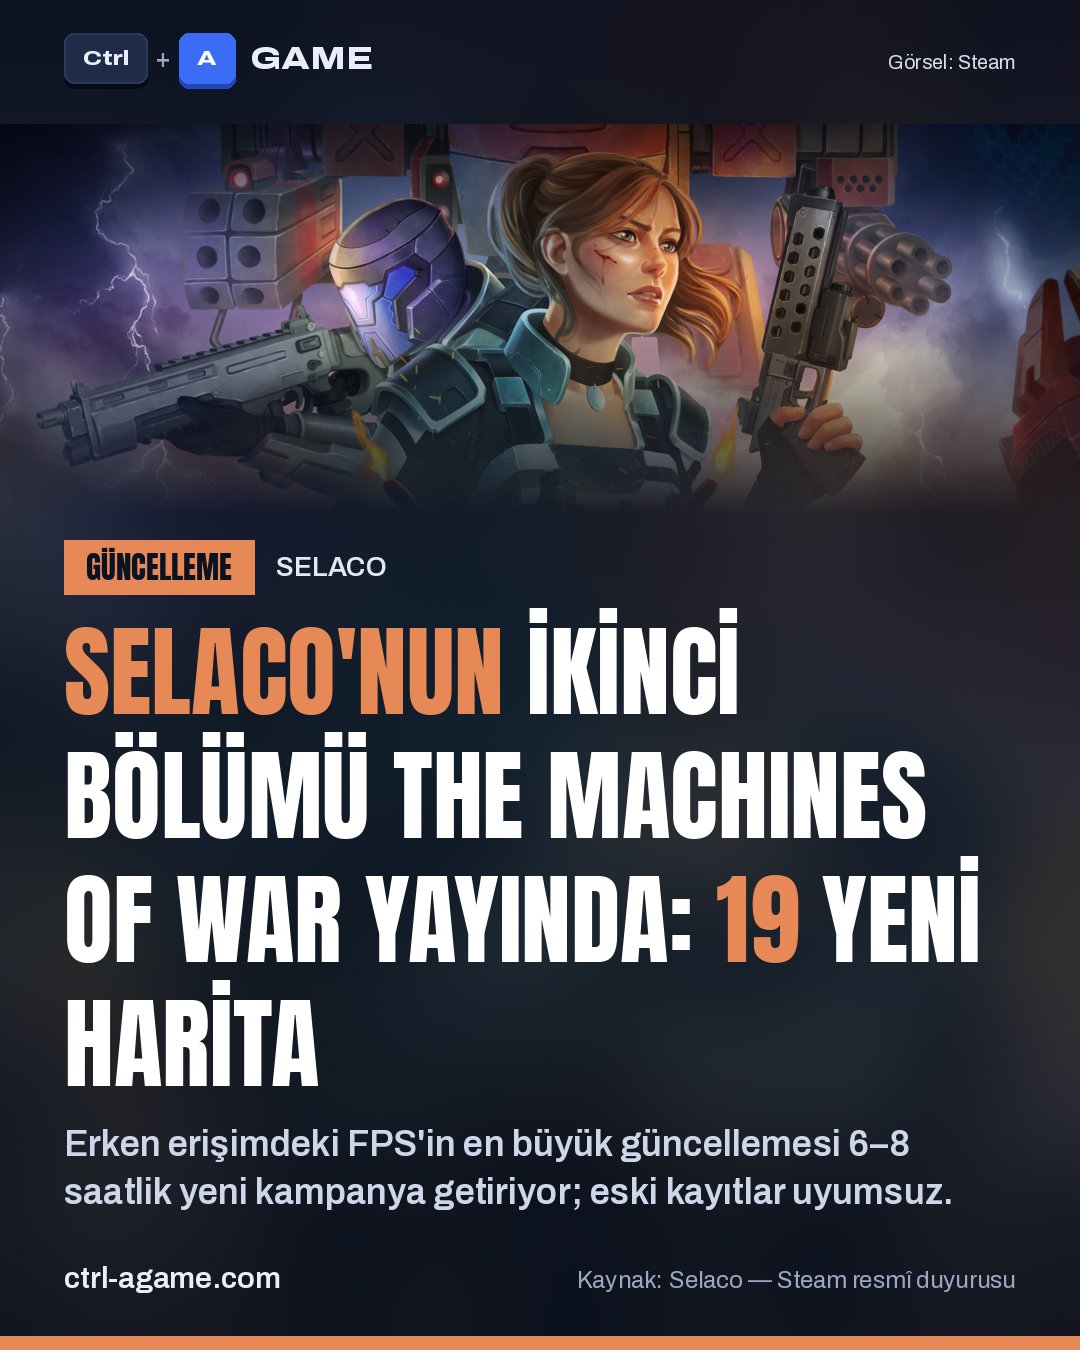 Ctrl + A GAME
Görsel: Steam
GÜNCELLEME SELACO
SELACO'NUN İKİNCİ
BÖLÜMÜ THE MACHINES
OF WAR YAYINDA: 19 YENİ
HARİTA
Erken erişimdeki FPS'in en büyük güncellemesi 6–8
saatlik yeni kampanya getiriyor; eski kayıtlar uyumsuz.
ctrl-agame.com
Kaynak: Selaco — Steam resmî duyurusu